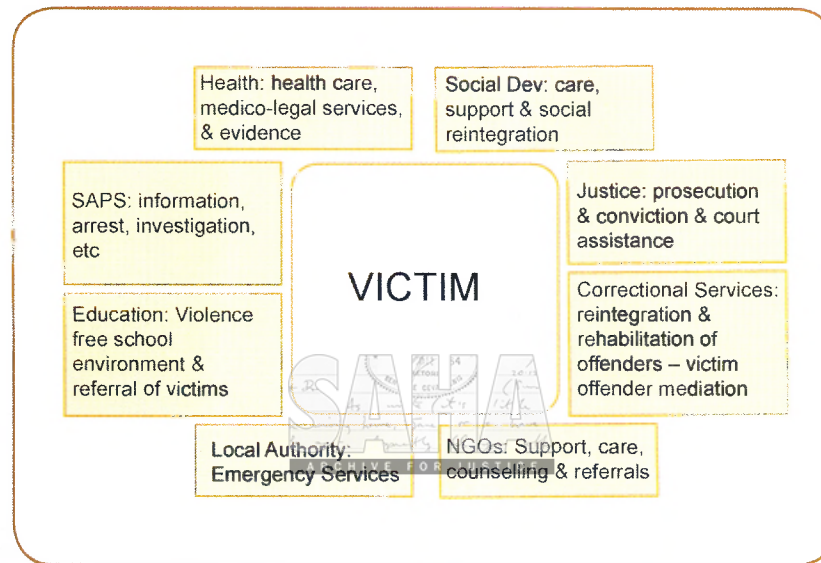 Health: health care,
medico-legal services,
& evidence
Social Dev: care,
support & social
reintegration
SAPS: information,
arrest, investigation,
etc
Justice: prosecution
& conviction & court
assistance
VICTIM
Education: Violence
free school
environment &
referral of victims
Correctional Services:
reintegration &
rehabilitation of
offenders – victim
offender mediation
Local Authority:
Emergency Services
NGOs: Support, care,
counselling & referrals
SAHA
ARCHIVE FOR JUSTICE